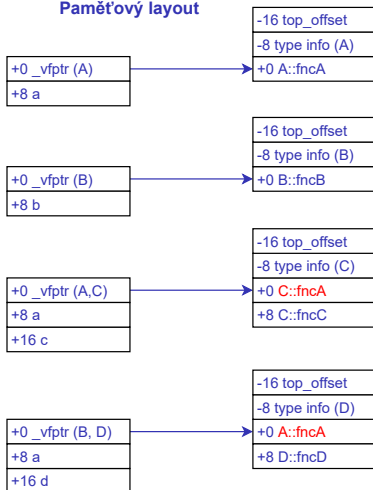 Paměťový layout
-16 top_offset
-8 type info (A)
+0 _vfptr (A)
+0 A::fncA
+8 a
-16 top_offset
-8 type info (B)
+0 _vfptr (B)
+0 B::fncB
+8 b
-16 top_offset
-8 type info (C)
+0 _vfptr (A,C)
+0 C::fncA
+8 a
+8 C::fncC
+16 c
-16 top_offset
-8 type info (D)
+0 _vfptr (B, D)
+0 A::fncA
+8 a
+8 D::fncD
+16 d